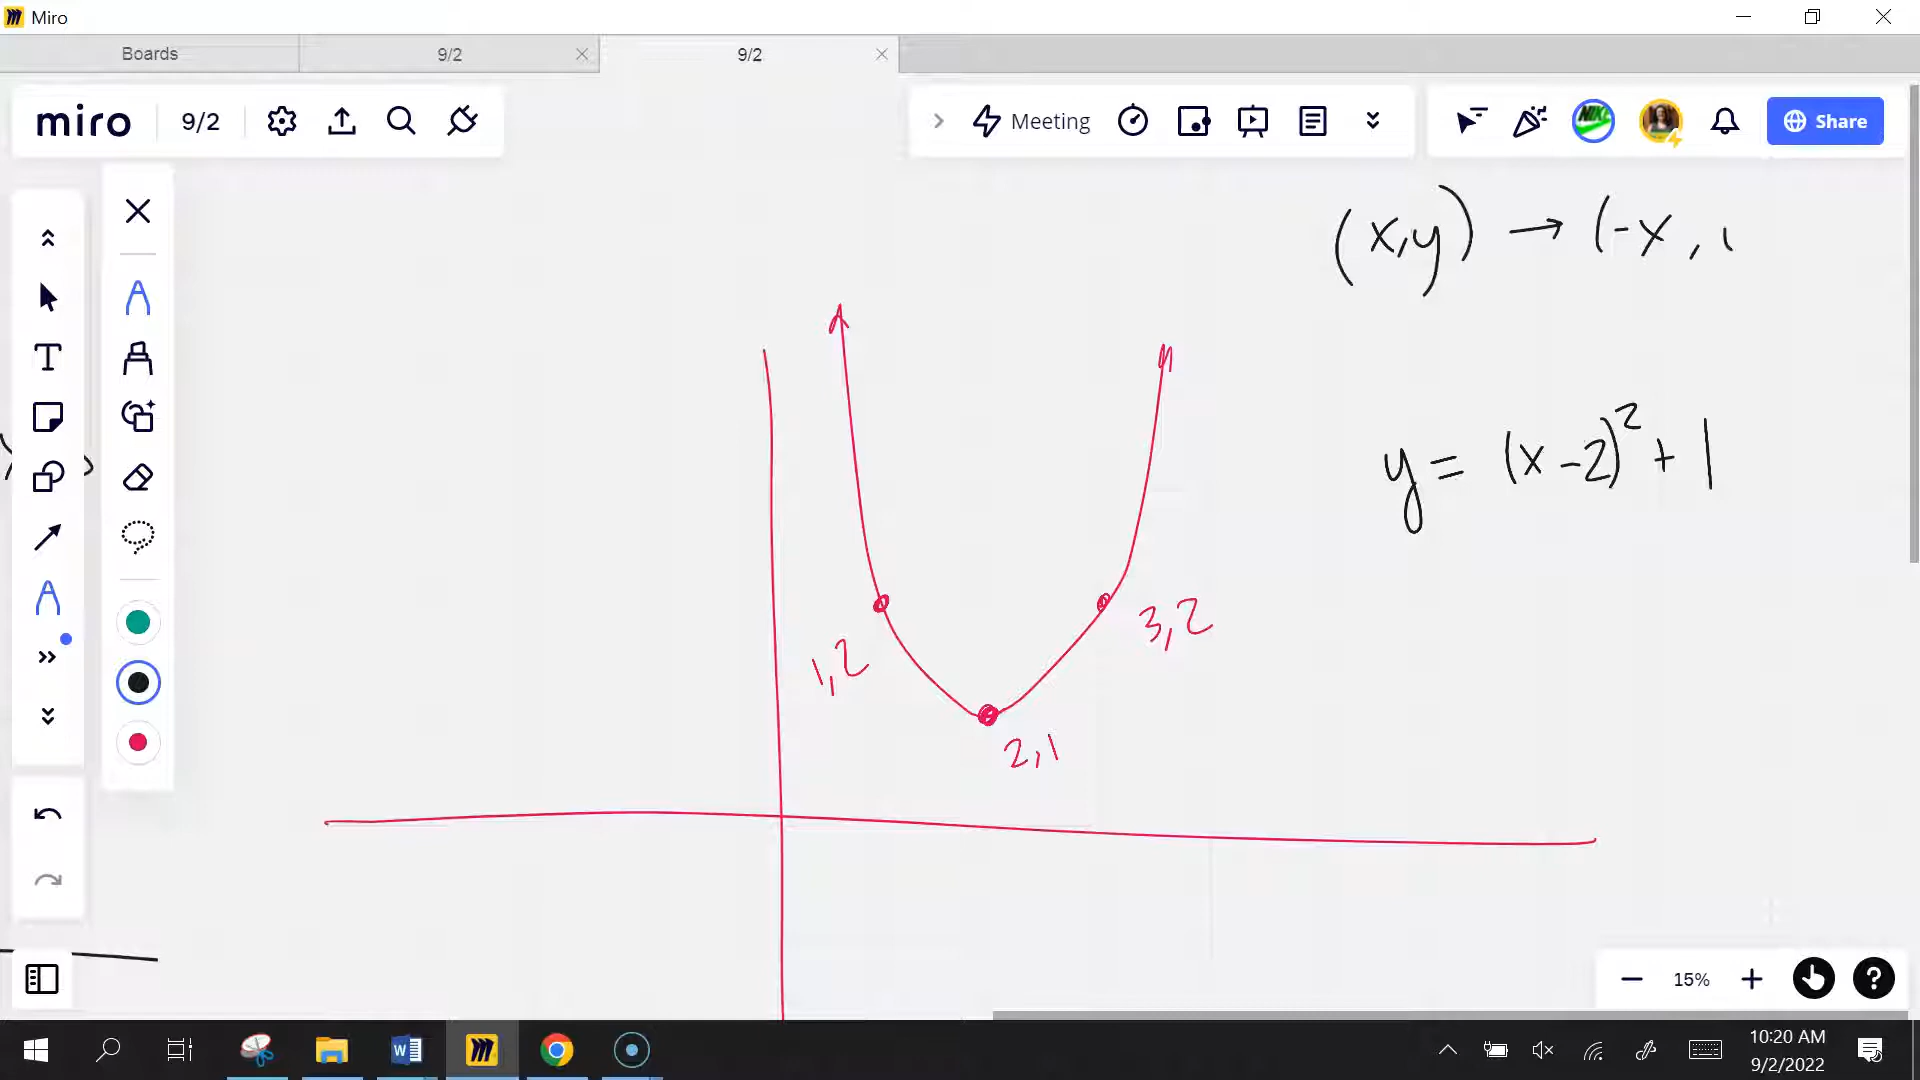 Miro
Boards
9/2
9/2
miro
9/2
Meeting
Share
(x,y) → (-x ,
y = (x-2)² + 1
1,2
3,2
2,1
15%
10:20 AM
9/2/2022